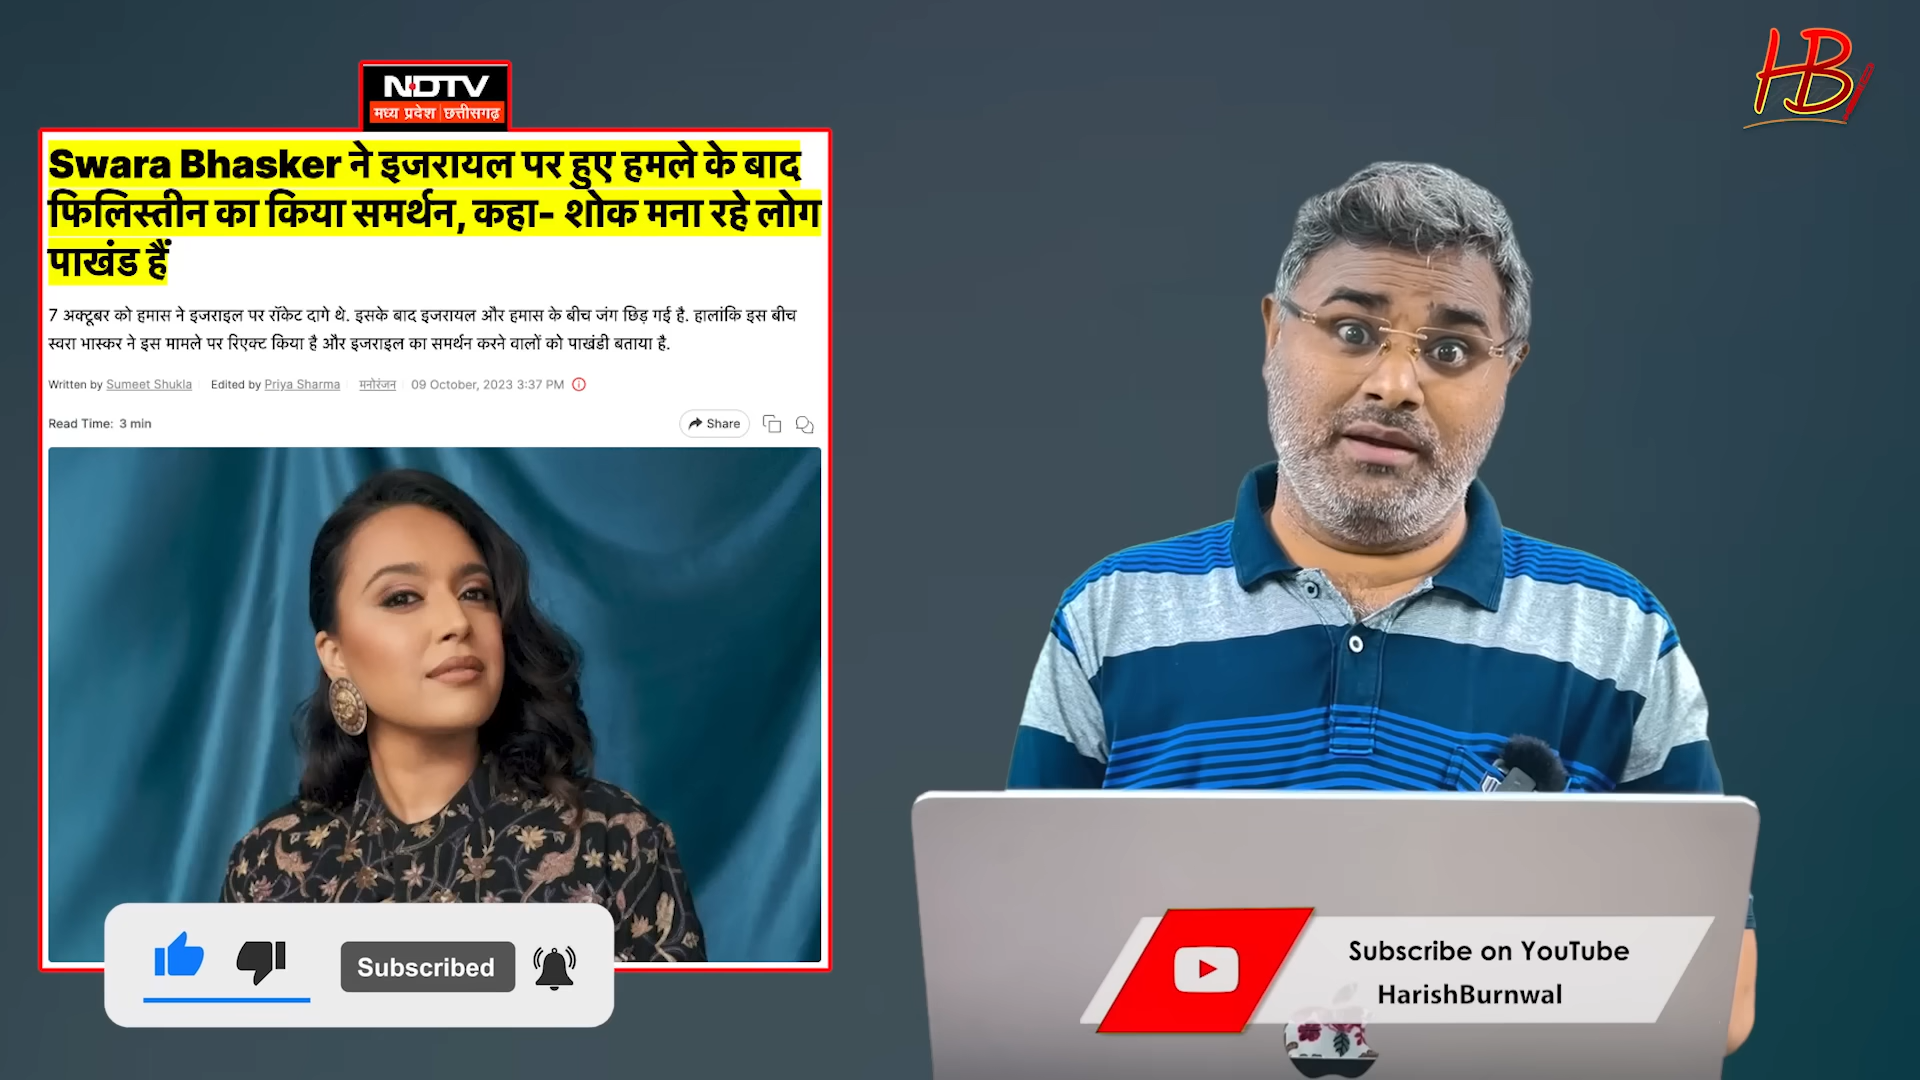 HB
NDTV
मध्य प्रदेश | छत्तीसगढ़
Swara Bhasker ने इजरायल पर हुए हमले के बाद
फिलिस्तीन का किया समर्थन, कहा- शोक मना रहे लोग
पाखंड हैं
7 अक्टूबर को हमास ने इजराइल पर रॉकेट दागे थे. इसके बाद इजरायल और हमास के बीच जंग छिड़ गई है. हालांकि इस बीच
स्वरा भास्कर ने इस मामले पर रिएक्ट किया है और इजराइल का समर्थन करने वालों को पाखंडी बताया है.
Written by Sumeet Shukla Edited by Priya Sharma मनोरंजन 09 October, 2023 3:37 PM
Read Time: 3 min
Share
Subscribed
Subscribe on YouTube
HarishBurnwal